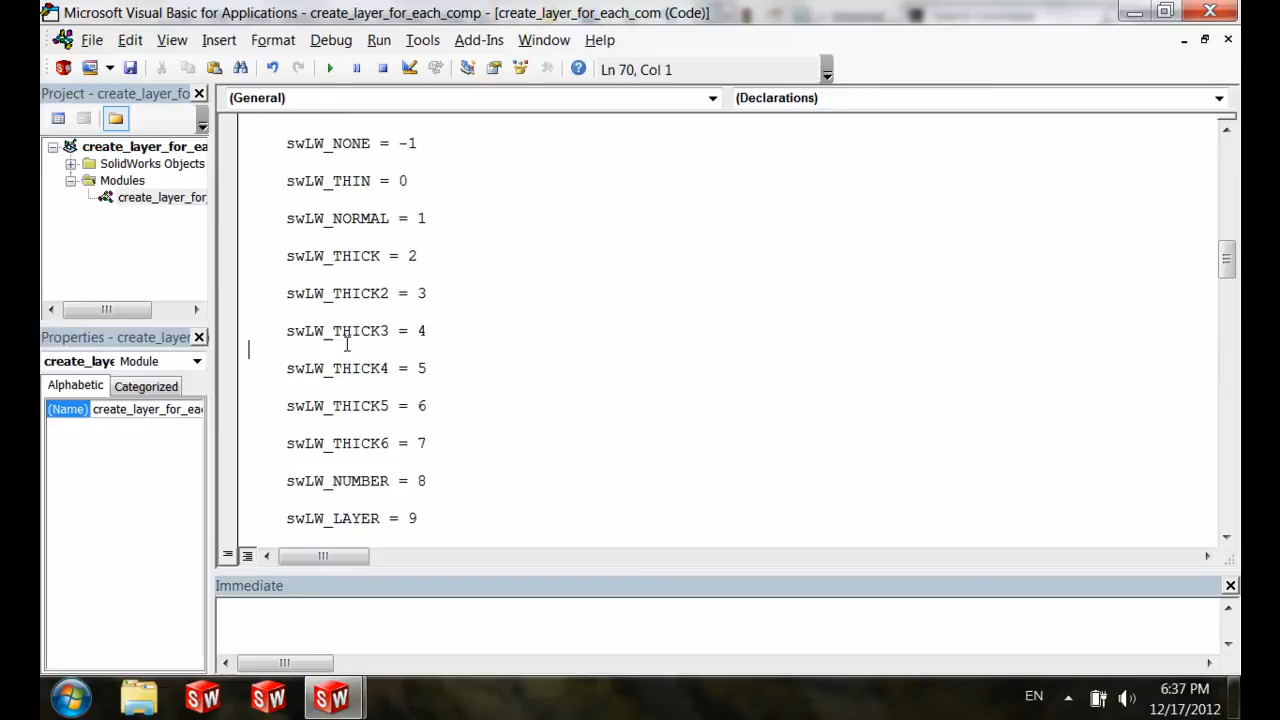 Microsoft Visual Basic for Applications - create_layer_for_each_comp - [create_layer_for_each_com (Code)]
File Edit View Insert Format Debug Run Tools Add-Ins Window Help
Ln 70, Col 1
Project - create_layer_fo
(General)
(Declarations)
create_layer_for_ea
SolidWorks Objects
Modules
create_layer_for_
swLW_NONE = -1
swLW_THIN = 0
swLW_NORMAL = 1
swLW_THICK = 2
swLW_THICK2 = 3
swLW_THICK3 = 4
swLW_THICK4 = 5
swLW_THICK5 = 6
swLW_THICK6 = 7
swLW_NUMBER = 8
swLW_LAYER = 9
Properties - create_layer
create_laye Module
Alphabetic Categorized
(Name) create_layer_for_ea
Immediate
SW SW SW
EN
6:37 PM
12/17/2012